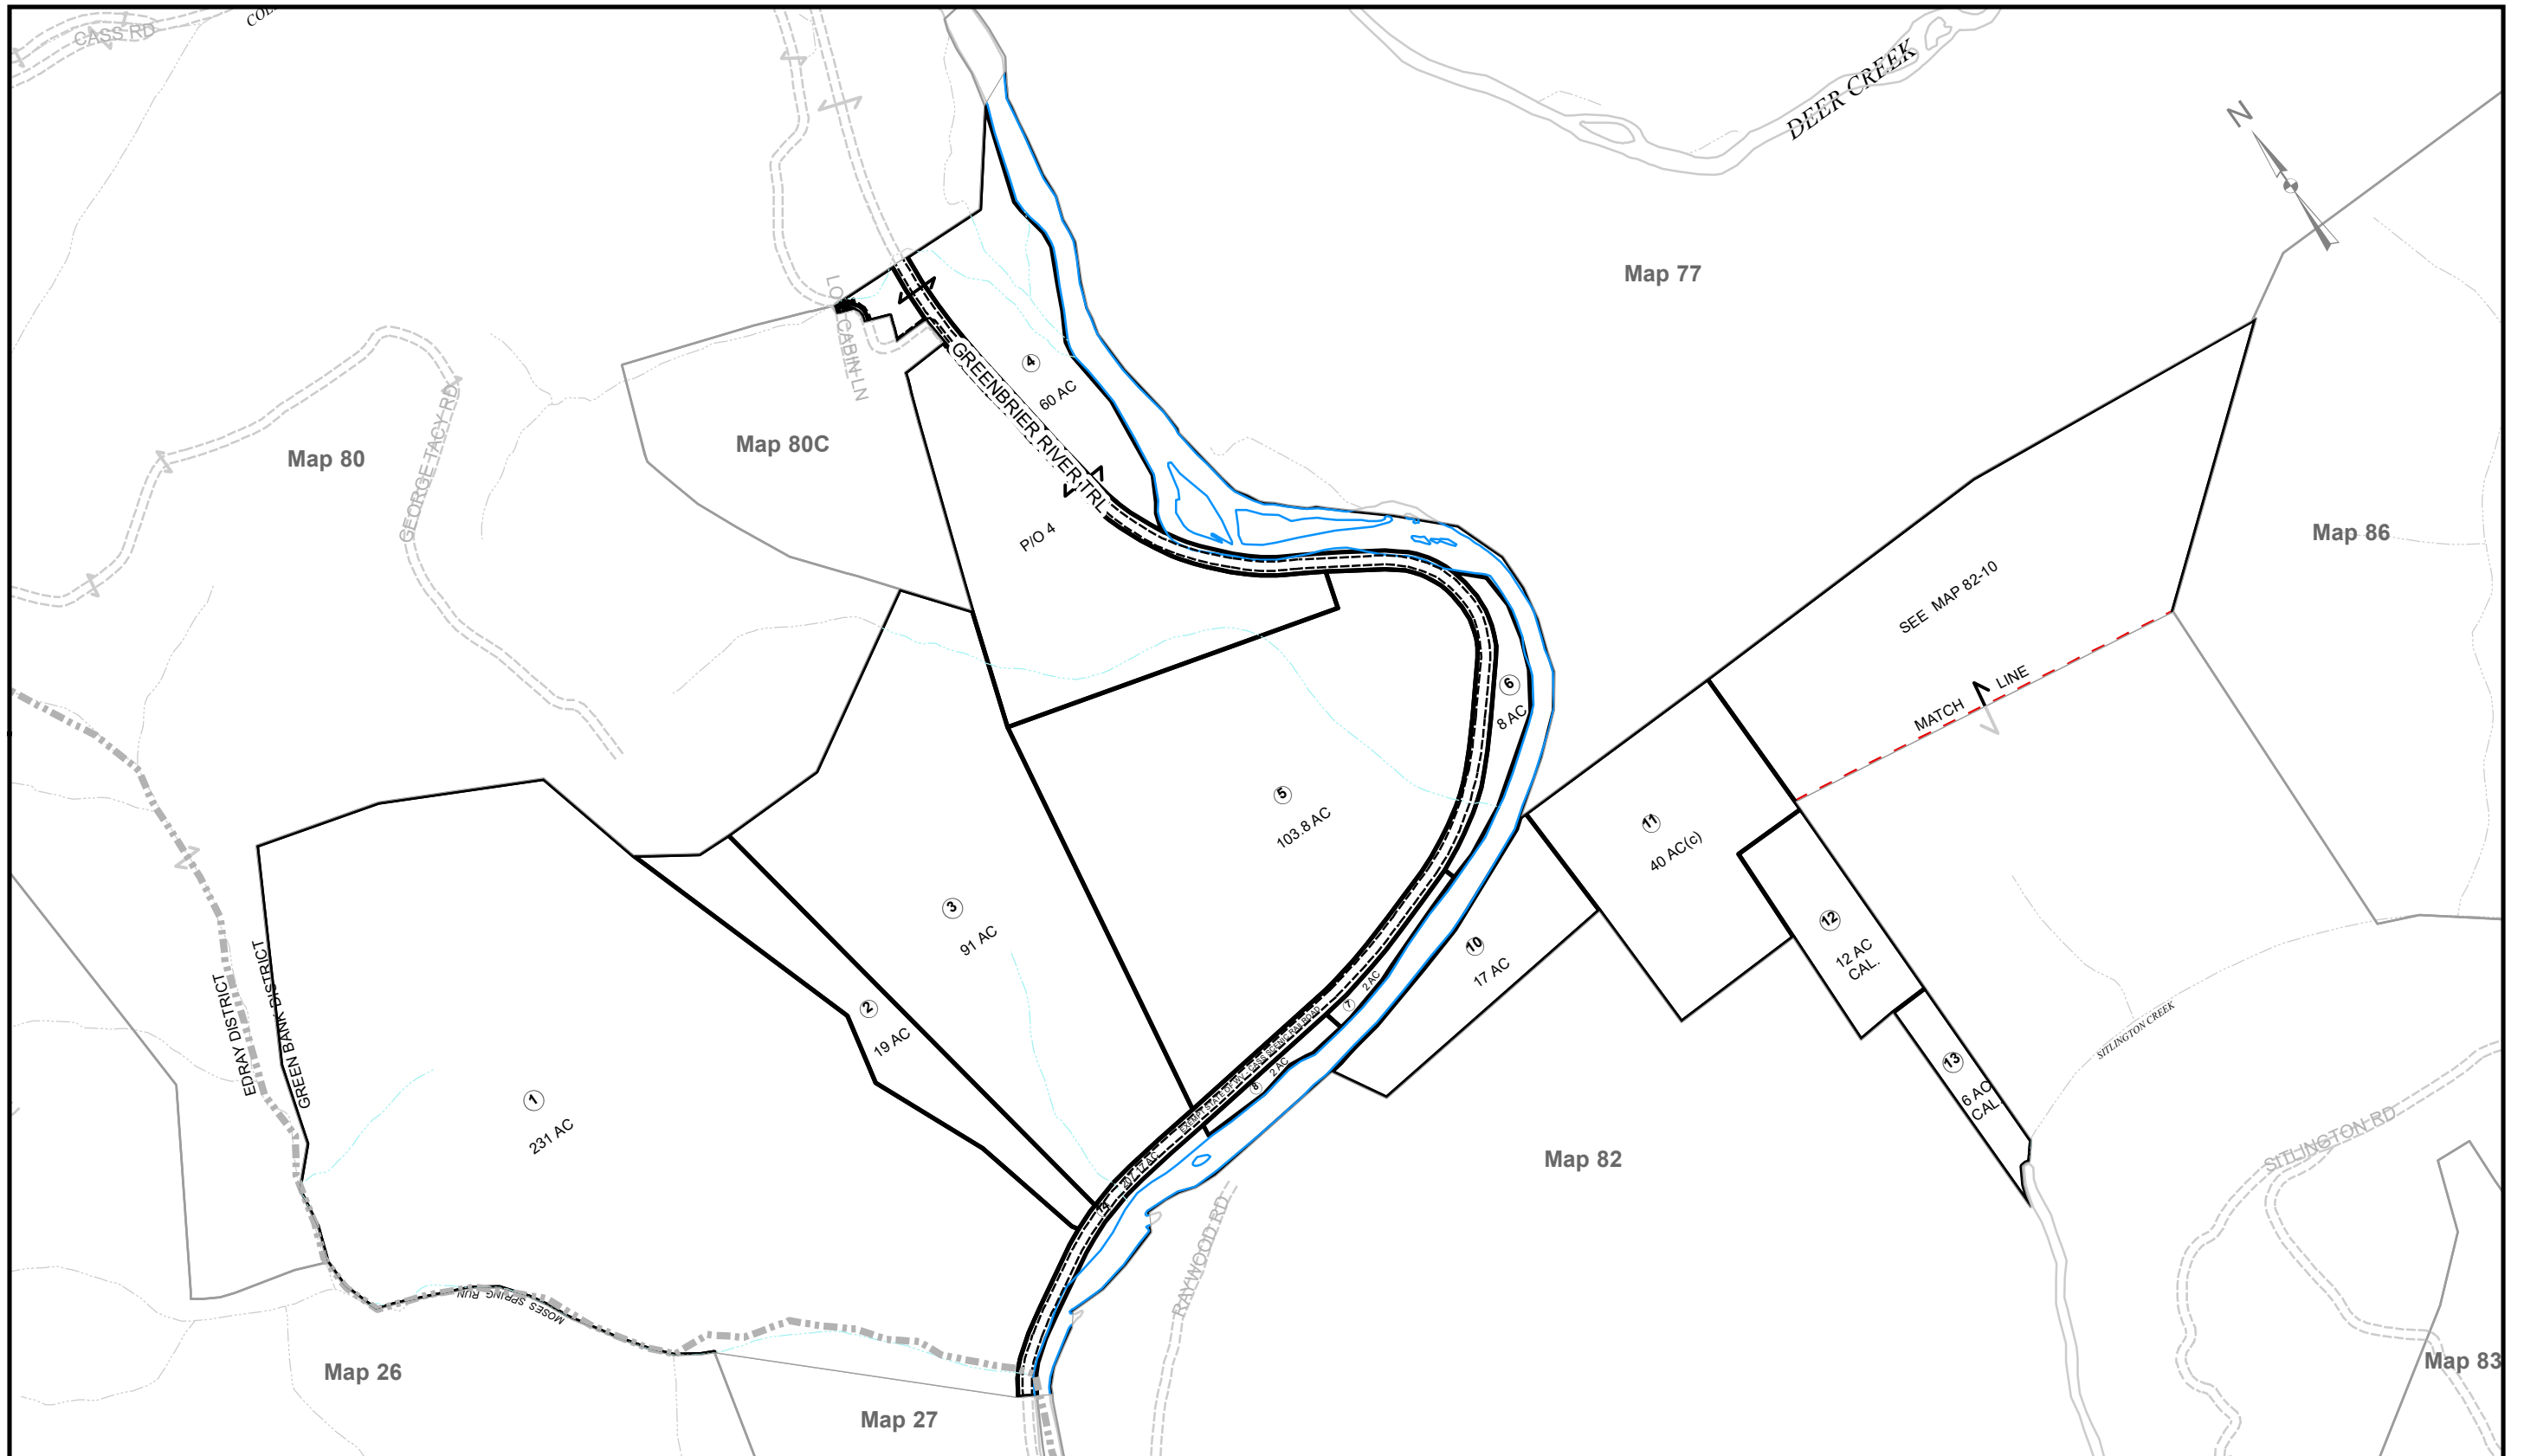 CASS RD
DEER CREEK
N
Map 77
CABIN LN
4
60 AC
GREENBRIER RIVER TRL
Map 80C
Map 80
GEORGE TACY RD
P/O 4
Map 86
SEE MAP 82-10
MATCH LINE
6
8 AC
5
103.8 AC
11
40 AC(c)
3
91 AC
12
12 AC
CAL.
10
17 AC
7
2 AC
2
19 AC
EDRAY DISTRICT
GREEN BANK DISTRICT
8
2 AC
SITLINGTON CREEK
13
6 AC
CAL.
1
231 AC
SITLINGTON RD
Map 82
14
RAYWOOD RD
MOSES SPRING RUN
Map 26
Map 27
Map 83